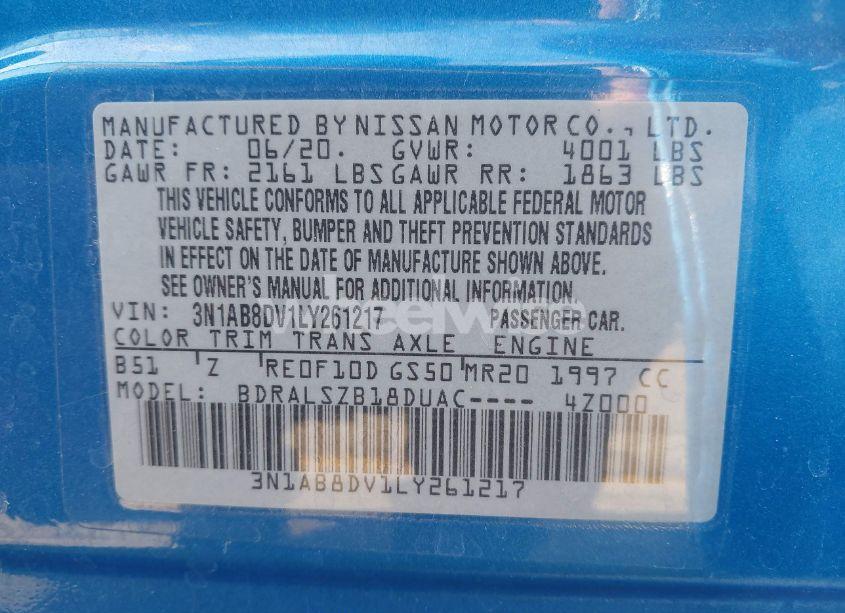 MANUFACTURED BY NISSAN MOTOR CO., LTD.
DATE: 06/20. GVWR: 4001 LBS
GAWR FR: 2161 LBS GAWR RR: 1863 LBS
THIS VEHICLE CONFORMS TO ALL APPLICABLE FEDERAL MOTOR
VEHICLE SAFETY, BUMPER AND THEFT PREVENTION STANDARDS
IN EFFECT ON THE DATE OF MANUFACTURE SHOWN ABOVE.
SEE OWNER'S MANUAL FOR ADDITIONAL INFORMATION.
VIN: 3N1AB8DV1LY261217 PASSENGER CAR.
COLOR TRIM TRANS AXLE ENGINE
B51 Z RE0F10D GS50 MR20 1997 CC
MODEL: BDRALSZB18DUAC---- 4Z000
3N1AB8DV1LY261217